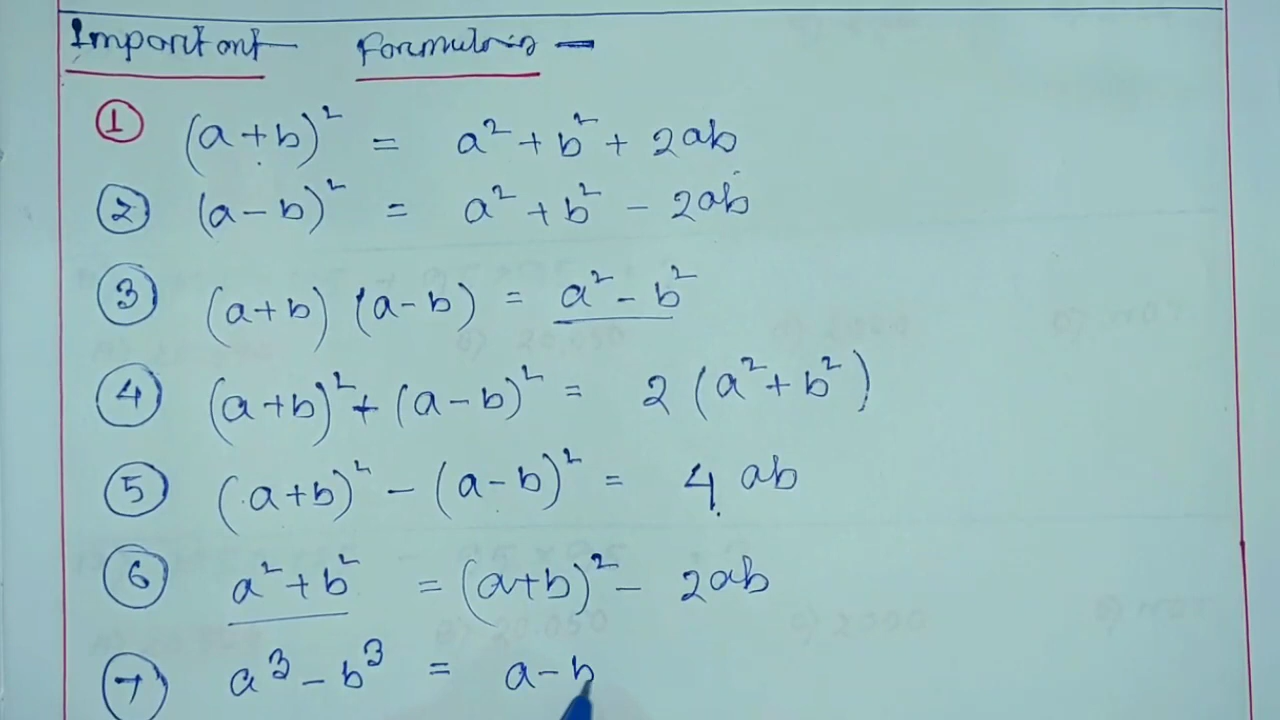 Important Formulas —
① (a+b)² = a² + b² + 2ab
② (a-b)² = a² + b² - 2ab
③ (a+b) (a-b) = a² - b²
④ (a+b)² + (a-b)² = 2 (a² + b²)
⑤ (a+b)² - (a-b)² = 4 ab
⑥ a² + b² = (a+b)² - 2ab
⑦ a³ - b³ = a-b